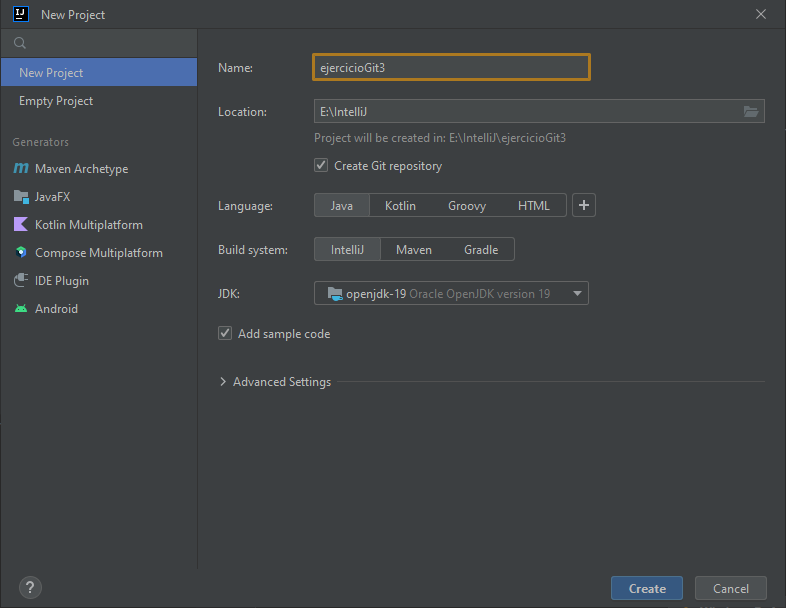 New Project
New Project
Empty Project
Generators
Maven Archetype
JavaFX
Kotlin Multiplatform
Compose Multiplatform
IDE Plugin
Android
Name: ejercicioGit3
Location: E:\IntelliJ
Project will be created in: E:\IntelliJ\ejercicioGit3
Create Git repository
Language: Java Kotlin Groovy HTML +
Build system: IntelliJ Maven Gradle
JDK: openjdk-19 Oracle OpenJDK version 19
Add sample code
Advanced Settings
? Create Cancel